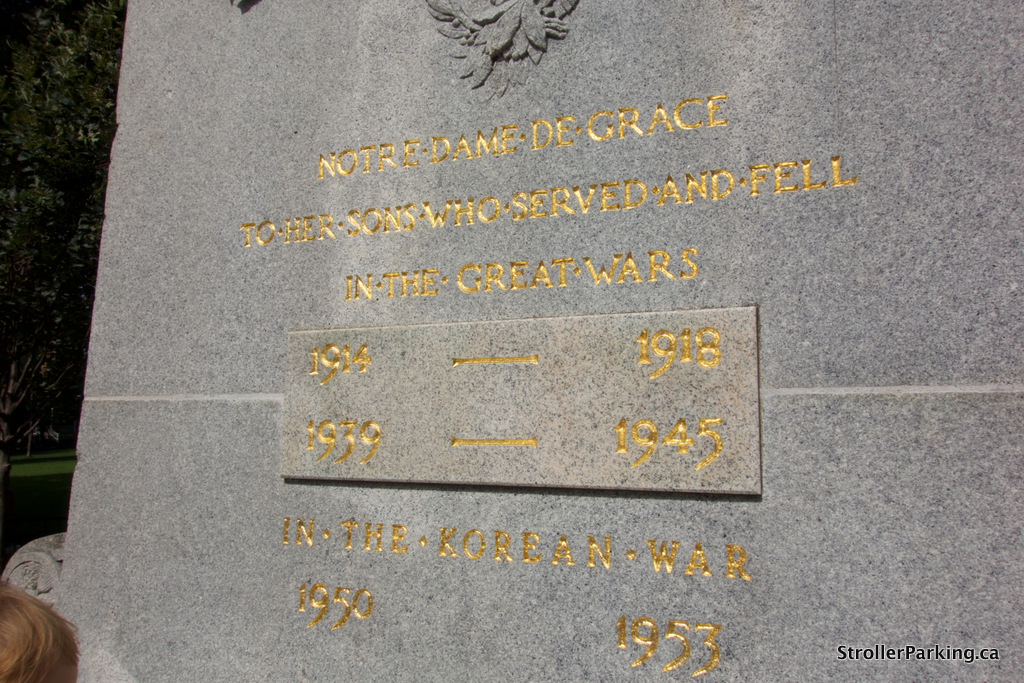 NOTRE·DAME·DE·GRACE
TO·HER·SONS·WHO·SERVED·AND·FELL
IN·THE·GREAT·WARS
1914 — 1918
1939 — 1945
IN·THE·KOREAN·WAR
1950 1953
StrollerParking.ca